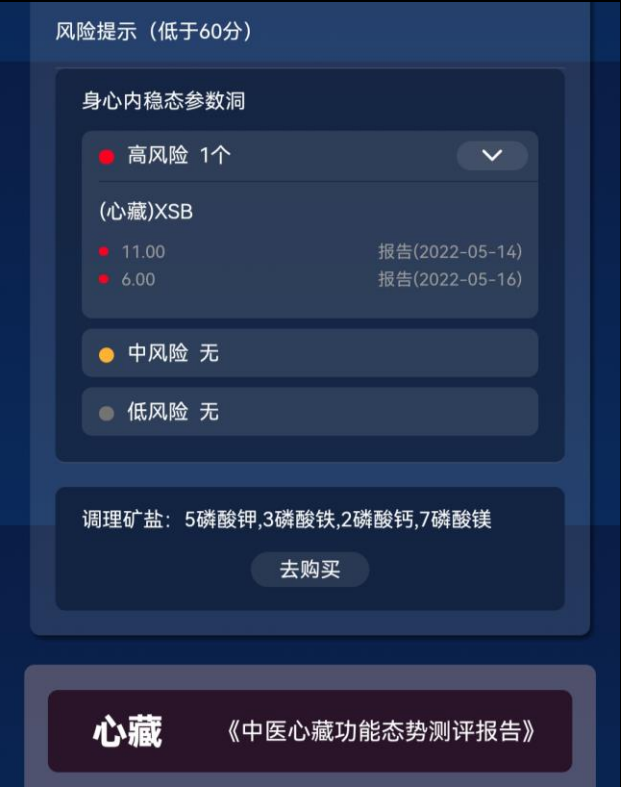 风险提示（低于60分）
身心内稳态参数洞
高风险 1个
(心藏)XSB
11.00 报告(2022-05-14)
6.00 报告(2022-05-16)
中风险 无
低风险 无
调理矿盐：5磷酸钾,3磷酸铁,2磷酸钙,7磷酸镁
去购买
心藏 《中医心藏功能态势测评报告》